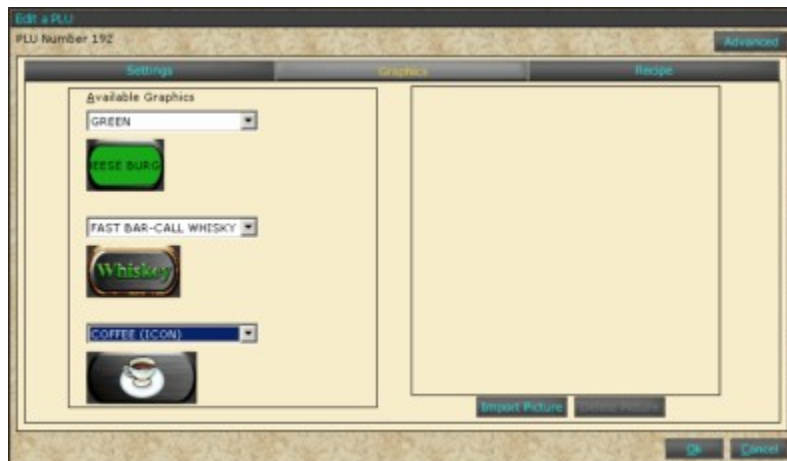 Edit a PLU
PLU Number 192
Advanced
Settings Graphics Recipe
Available Graphics
GREEN
EESE BURG
FAST BAR-CALL WHISKY
Whiskey
COFFEE (ICON)
Import Picture Delete Picture
Ok Cancel